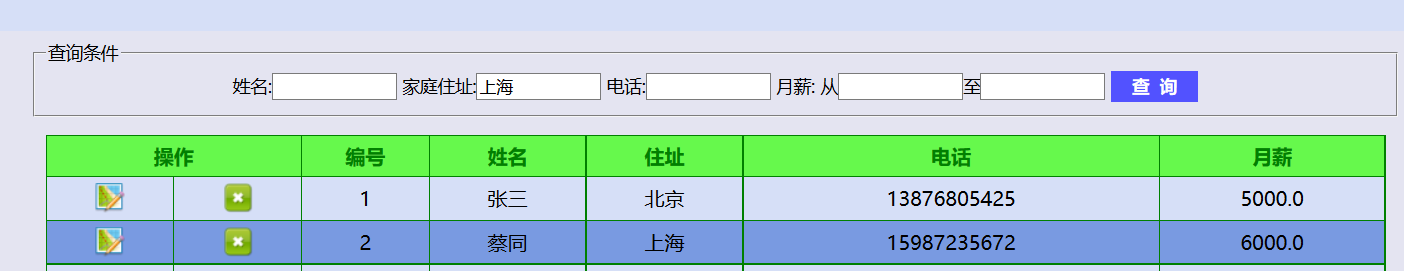 查询条件
姓名: 家庭住址:上海 电话: 月薪: 从 至 查 询
操作 编号 姓名 住址 电话 月薪
1 张三 北京 13876805425 5000.0
2 蔡同 上海 15987235672 6000.0